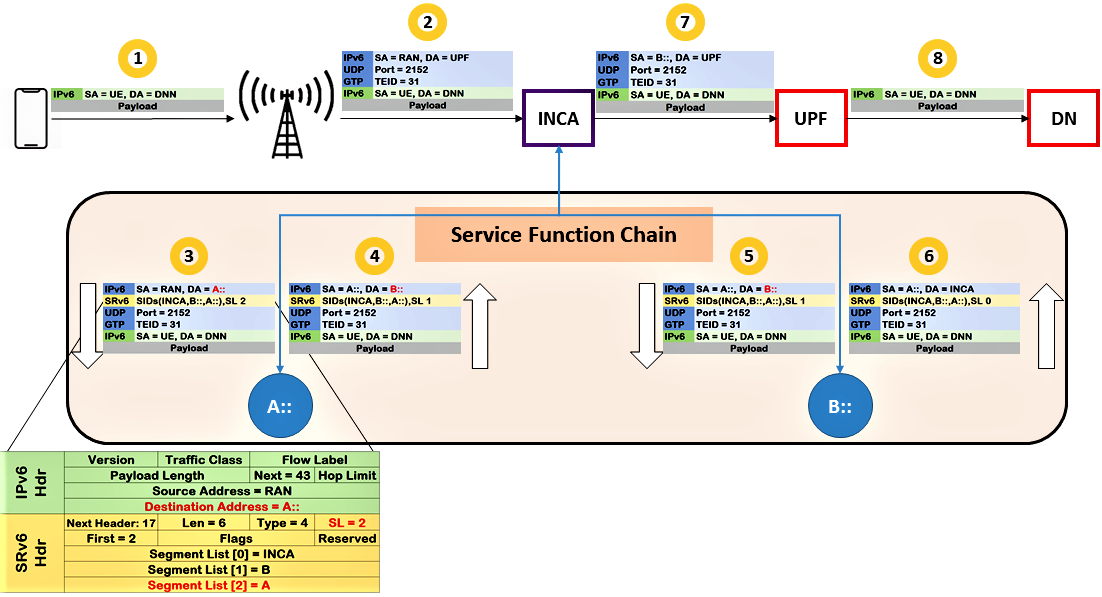 1
2
7
8
IPv6 SA = UE, DA = DNN
Payload
IPv6 SA = RAN, DA = UPF
UDP Port = 2152
GTP TEID = 31
IPv6 SA = UE, DA = DNN
Payload
IPv6 SA = B::, DA = UPF
UDP Port = 2152
GTP TEID = 31
IPv6 SA = UE, DA = DNN
Payload
IPv6 SA = UE, DA = DNN
Payload
INCA
UPF
DN
Service Function Chain
3
4
5
6
IPv6 SA = RAN, DA = A::
SRv6 SIDs(INCA,B::,A::),SL 2
UDP Port = 2152
GTP TEID = 31
IPv6 SA = UE, DA = DNN
Payload
IPv6 SA = A::, DA = B::
SRv6 SIDs(INCA,B::,A::),SL 1
UDP Port = 2152
GTP TEID = 31
IPv6 SA = UE, DA = DNN
Payload
IPv6 SA = A::, DA = B::
SRv6 SIDs(INCA,B::,A::),SL 1
UDP Port = 2152
GTP TEID = 31
IPv6 SA = UE, DA = DNN
Payload
IPv6 SA = A::, DA = INCA
SRv6 SIDs(INCA,B::,A::),SL 0
UDP Port = 2152
GTP TEID = 31
IPv6 SA = UE, DA = DNN
Payload
A::
B::
IPv6 Hdr
Version Traffic Class Flow Label
Payload Length Next = 43 Hop Limit
Source Address = RAN
Destination Address = A::
SRv6 Hdr
Next Header: 17 Len = 6 Type = 4 SL = 2
First = 2 Flags Reserved
Segment List [0] = INCA
Segment List [1] = B
Segment List [2] = A